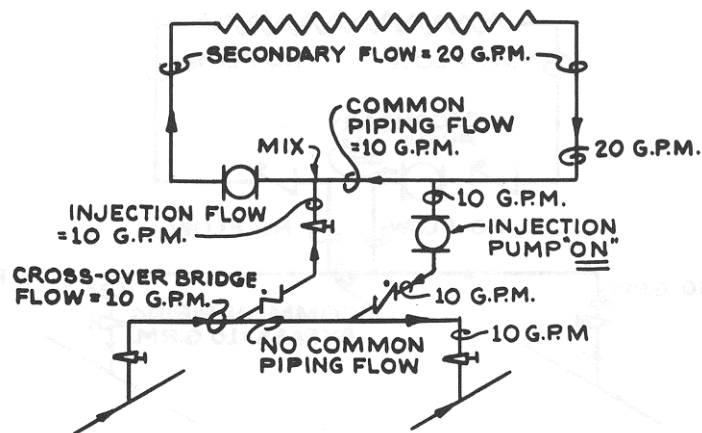 SECONDARY FLOW = 20 G.P.M.
COMMON
PIPING FLOW
=10 G.P.M.
MIX
20 G.P.M.
10 G.P.M.
INJECTION FLOW
=10 G.P.M.
INJECTION
PUMP "ON"
CROSS-OVER BRIDGE
FLOW=10 G.P.M.
10 G.P.M.
NO COMMON
PIPING FLOW
10 G.P.M